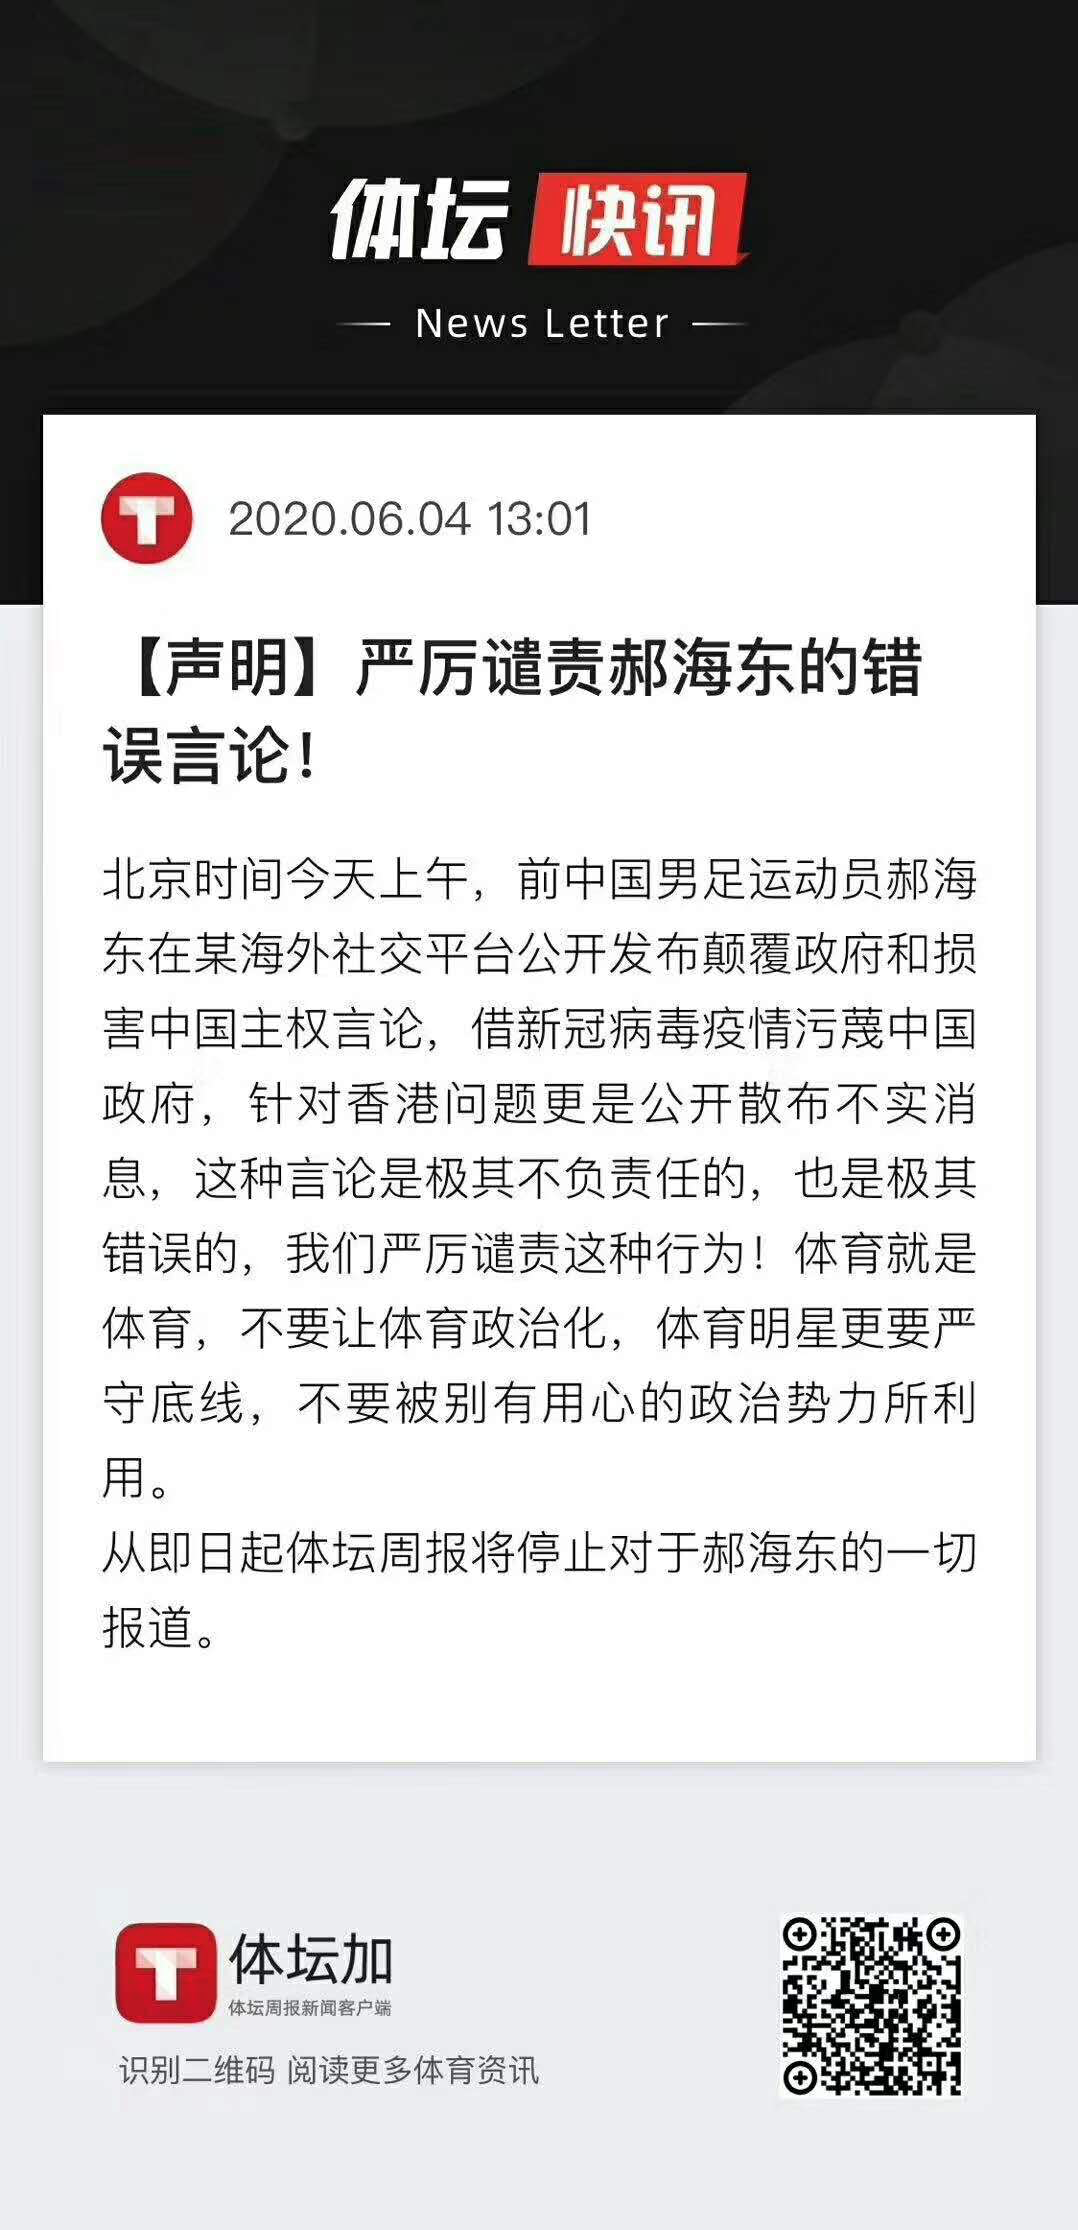 体坛 快讯
News Letter
2020.06.04 13:01
【声明】严厉谴责郝海东的错
误言论！
北京时间今天上午，前中国男足运动员郝海
东在某海外社交平台公开发布颠覆政府和损
害中国主权言论，借新冠病毒疫情污蔑中国
政府，针对香港问题更是公开散布不实消
息，这种言论是极其不负责任的，也是极其
错误的，我们严厉谴责这种行为！体育就是
体育，不要让体育政治化，体育明星更要严
守底线，不要被别有用心的政治势力所利
用。
从即日起体坛周报将停止对于郝海东的一切
报道。
体坛加
体坛周报新闻客户端
识别二维码 阅读更多体育资讯